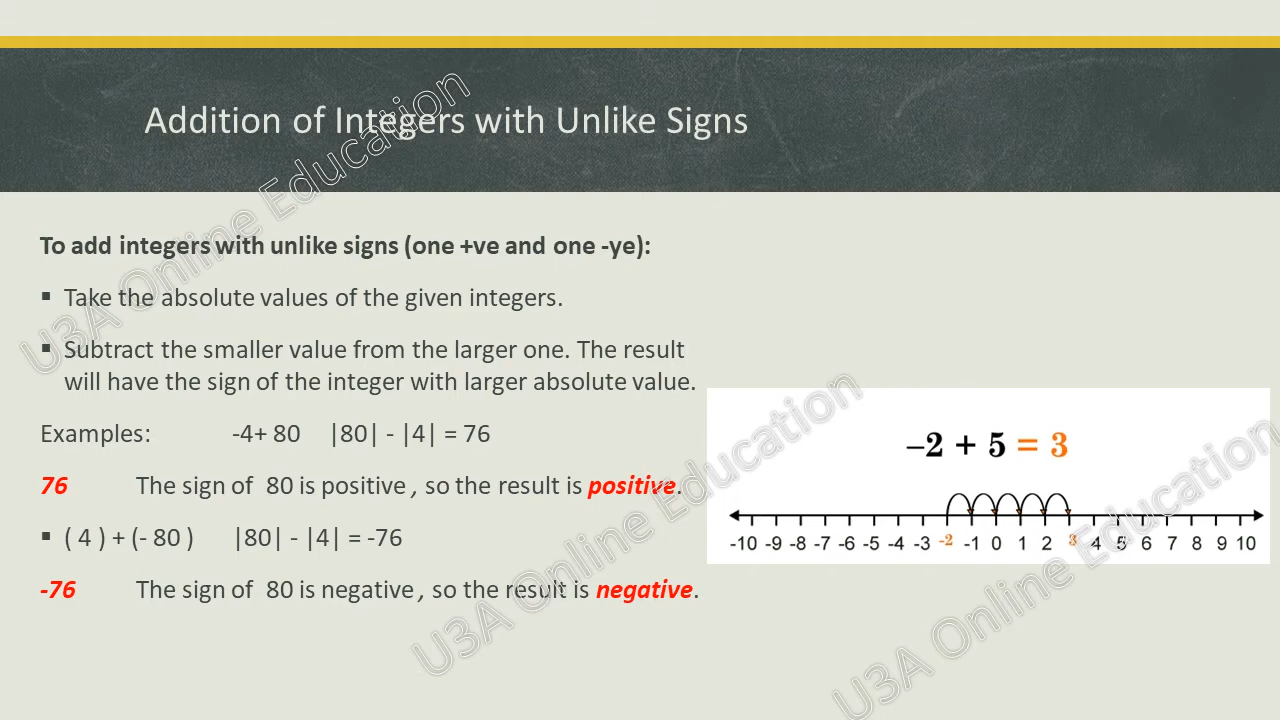 Addition of Integers with Unlike Signs
To add integers with unlike signs (one +ve and one -ye):
▪ Take the absolute values of the given integers.
▪ Subtract the smaller value from the larger one. The result
will have the sign of the integer with larger absolute value.
Examples: -4+ 80 |80| - |4| = 76
76 The sign of 80 is positive, so the result is positive.
▪ ( 4 ) + (- 80 ) |80| - |4| = -76
-76 The sign of 80 is negative, so the result is negative.
–2 + 5 = 3
-10 -9 -8 -7 -6 -5 -4 -3 -2 -1 0 1 2 3 4 5 6 7 8 9 10
U3A Online Education
U3A Online Education
U3A Online Education